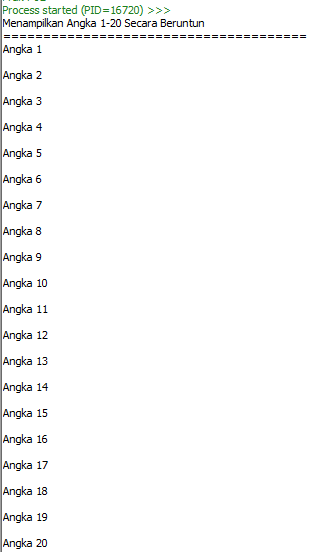 Process started (PID=16720) >>>
Menampilkan Angka 1-20 Secara Beruntun
======================================
Angka 1
Angka 2
Angka 3
Angka 4
Angka 5
Angka 6
Angka 7
Angka 8
Angka 9
Angka 10
Angka 11
Angka 12
Angka 13
Angka 14
Angka 15
Angka 16
Angka 17
Angka 18
Angka 19
Angka 20